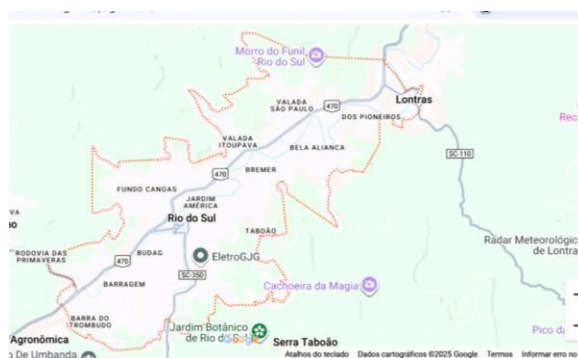 Morro do Funil
Rio do Sul
VALADA
SÃO PAULO
470
Lontras
DOS PIONEIROS
VALADA
ITOUPAVA
BELA ALIANÇA
SC-110
470
BREMER
FUNDO CANOAS
JARDIM
AMÉRICA
Rio do Sul
TABOÃO
RODOVIA DAS
PRIMAVERAS
BUDAG
EletroGJG
Radar Meteorológico
de Lontra
470
SC-350
BARRAGEM
Cachoeira da Magia
BARRA DO
TROMBUDO
Jardim Botânico
de Rio do Sul
Pico da
Agronômica
Serra Taboão
o De Umbanda
Google
Atalhos do teclado Dados cartográficos ©2025 Google Termos Informar erro no